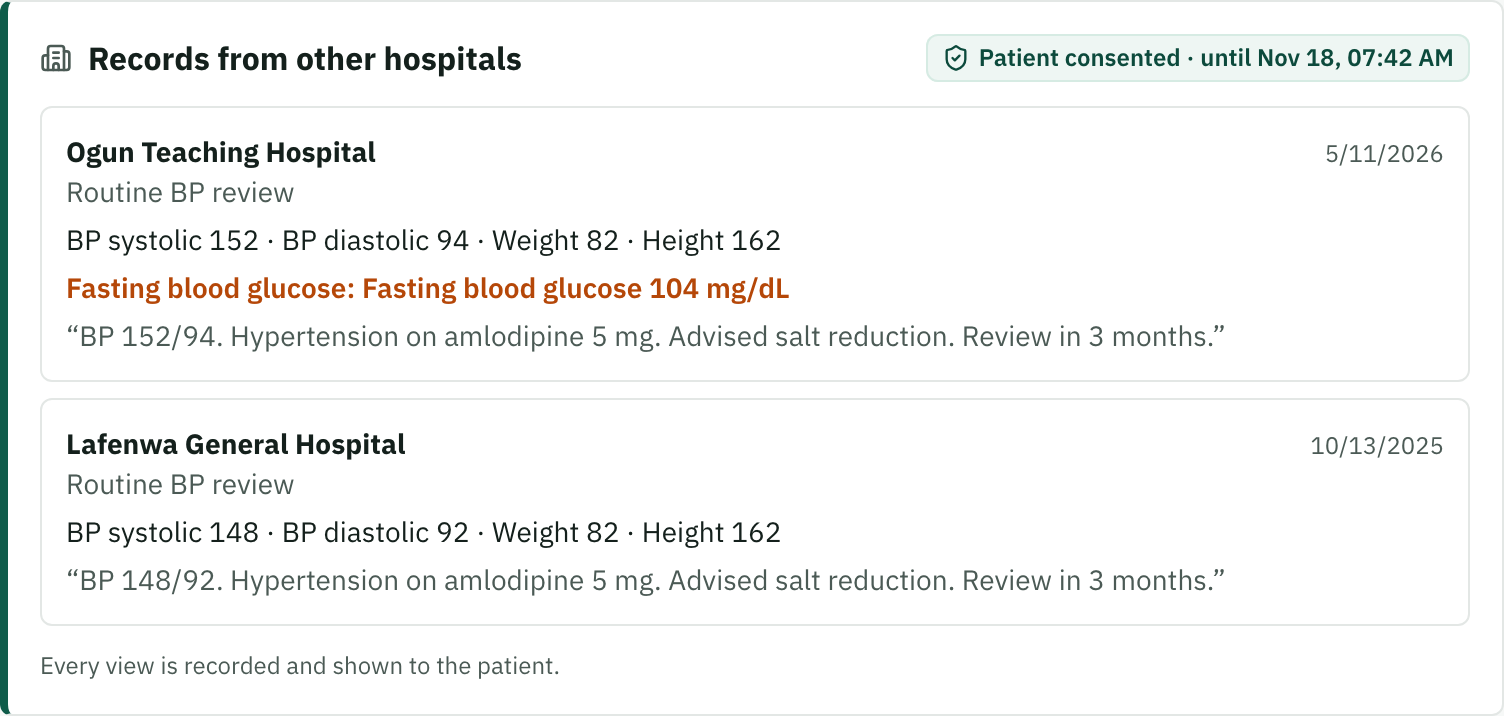 Records from other hospitals
Patient consented · until Nov 18, 07:42 AM
Ogun Teaching Hospital
5/11/2026
Routine BP review
BP systolic 152 · BP diastolic 94 · Weight 82 · Height 162
Fasting blood glucose: Fasting blood glucose 104 mg/dL
“BP 152/94. Hypertension on amlodipine 5 mg. Advised salt reduction. Review in 3 months.”
Lafenwa General Hospital
10/13/2025
Routine BP review
BP systolic 148 · BP diastolic 92 · Weight 82 · Height 162
“BP 148/92. Hypertension on amlodipine 5 mg. Advised salt reduction. Review in 3 months.”
Every view is recorded and shown to the patient.